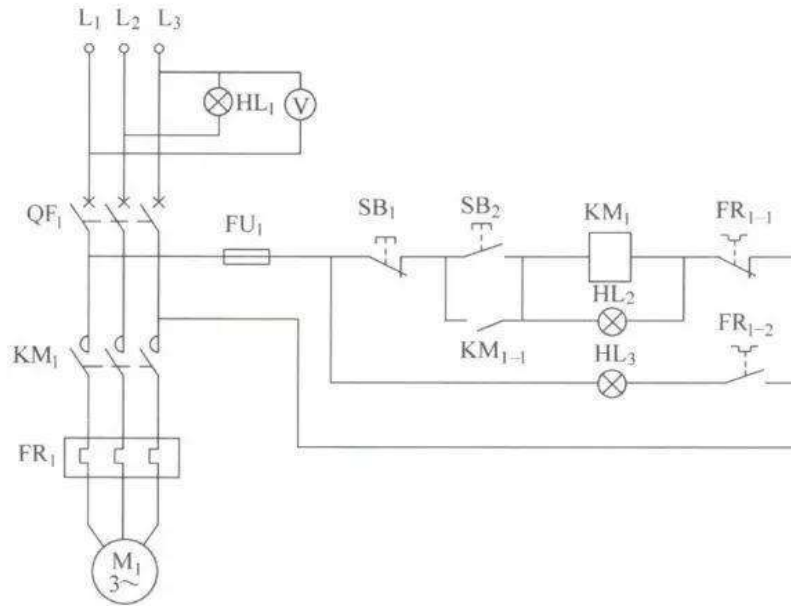 L1 L2 L3
HL1 V
QF1
FU1
SB1 SB2 KM1 FR1-1
HL2
KM1-1
HL3
FR1-2
KM1
FR1
M1
3~